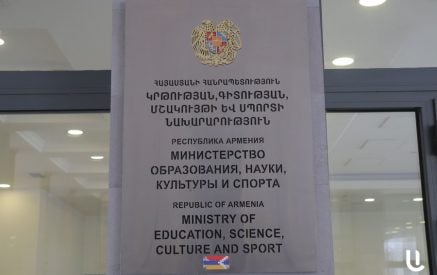 ՀԱՅԱՍՏԱՆԻ ՀԱՆՐԱՊԵՏՈՒԹՅՈՒՆ
ԿՐԹՈՒԹՅԱՆ, ԳԻՏՈՒԹՅԱՆ,
ՄՇԱԿՈՒՅԹԻ ԵՎ ՍՊՈՐՏԻ
ՆԱԽԱՐԱՐՈՒԹՅՈՒՆ
РЕСПУБЛИКА АРМЕНИЯ
МИНИСТЕРСТВО
ОБРАЗОВАНИЯ, НАУКИ,
КУЛЬТУРЫ И СПОРТА
REPUBLIC OF ARMENIA
MINISTRY OF
EDUCATION, SCIENCE,
CULTURE AND SPORT